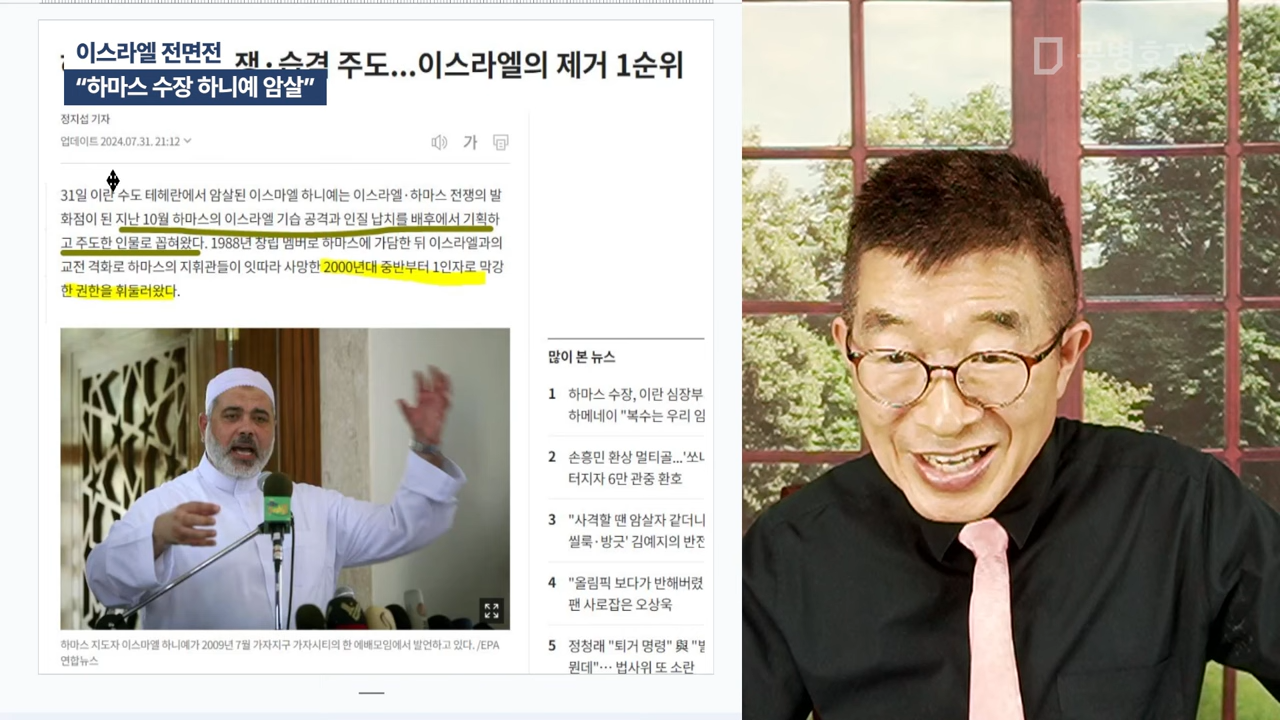 이스라엘 전면전
“하마스 수장 하니예 암살”
주도...이스라엘의 제거 1순위
정지섭 기자
업데이트 2024.07.31. 21:12
가
31일 이란 수도 테헤란에서 암살된 이스마엘 하니예는 이스라엘·하마스 전쟁의 발
화점이 된 지난 10월 하마스의 이스라엘 기습 공격과 인질 납치를 배후에서 기획하
고 주도한 인물로 꼽혀왔다. 1988년 창립 멤버로 하마스에 가담한 뒤 이스라엘과의
교전 격화로 하마스의 지휘관들이 잇따라 사망한 2000년대 중반부터 1인자로 막강
한 권한을 휘둘러왔다.
하마스 지도자 이스마엘 하니예가 2009년 7월 가자지구 가자시티의 한 예배모임에서 발언하고 있다. /EPA
연합뉴스
많이 본 뉴스
1 하마스 수장, 이란 심장부
하메네이 "복수는 우리 임
2 손흥민 환상 멀티골...'쏘니
터지자 6만 관중 환호
3 "사격할 땐 암살자 같더니
씰룩·방긋' 김예지의 반전
4 "올림픽 보다가 반해버렸
팬 사로잡은 오상욱
5 정청래 "퇴거 명령" 與
뭔데"… 법사위 또 소란